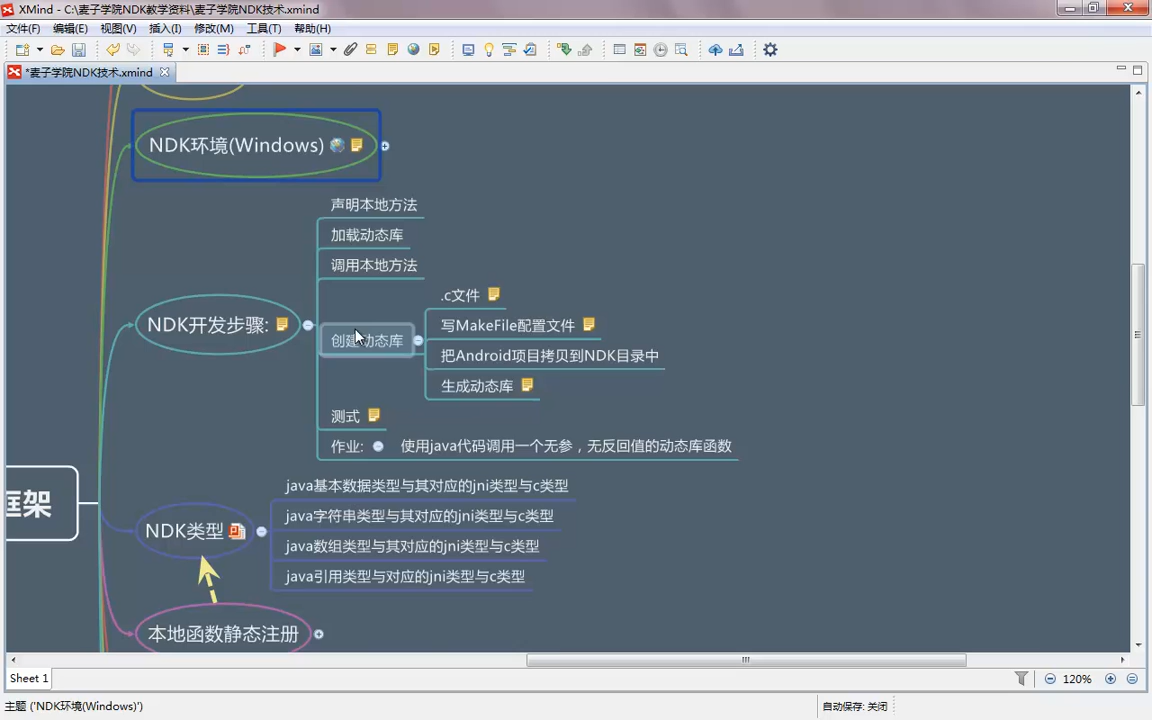 XMind - C:\麦子学院NDK教学资料\麦子学院NDK技术.xmind
文件(F) 编辑(E) 视图(V) 插入(I) 修改(M) 工具(T) 帮助(H)
*麦子学院NDK技术.xmind
NDK环境(Windows)
声明本地方法
加载动态库
调用本地方法
.c文件
NDK开发步骤:
创建动态库
写MakeFile配置文件
把Android项目拷贝到NDK目录中
生成动态库
测式
作业:
使用java代码调用一个无参，无反回值的动态库函数
框架
NDK类型
java基本数据类型与其对应的jni类型与c类型
java字符串类型与其对应的jni类型与c类型
java数组类型与其对应的jni类型与c类型
java引用类型与对应的jni类型与c类型
本地函数静态注册
Sheet 1
120%
主题 ('NDK环境(Windows)')
自动保存: 关闭